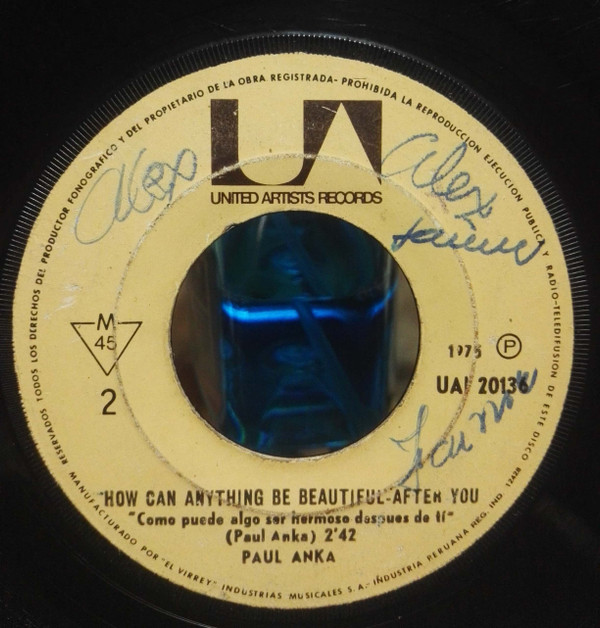 RESERVADOS TODOS LOS DERECHOS DEL PRODUCTOR FONOGRAFICO Y DEL PROPIETARIO DE LA OBRA REGISTRADA- PROHIBIDA LA REPRODUCCION EJECUCION PUBLICA Y RADIO-TELEDIFUSION DE ESTE DISCO
UA
UNITED ARTISTS RECORDS
Alex
Alex
M
45
2
1975 Ⓟ
UAI 20136
HOW CAN ANYTHING BE BEAUTIFUL-AFTER YOU
"Como puede algo ser hermoso despues de tí"
(Paul Anka) 2'42
PAUL ANKA
MANUFACTURADO POR "EL VIRREY" INDUSTRIAS MUSICALES S.A.-INDUSTRIA PERUANA REG. IND 12428